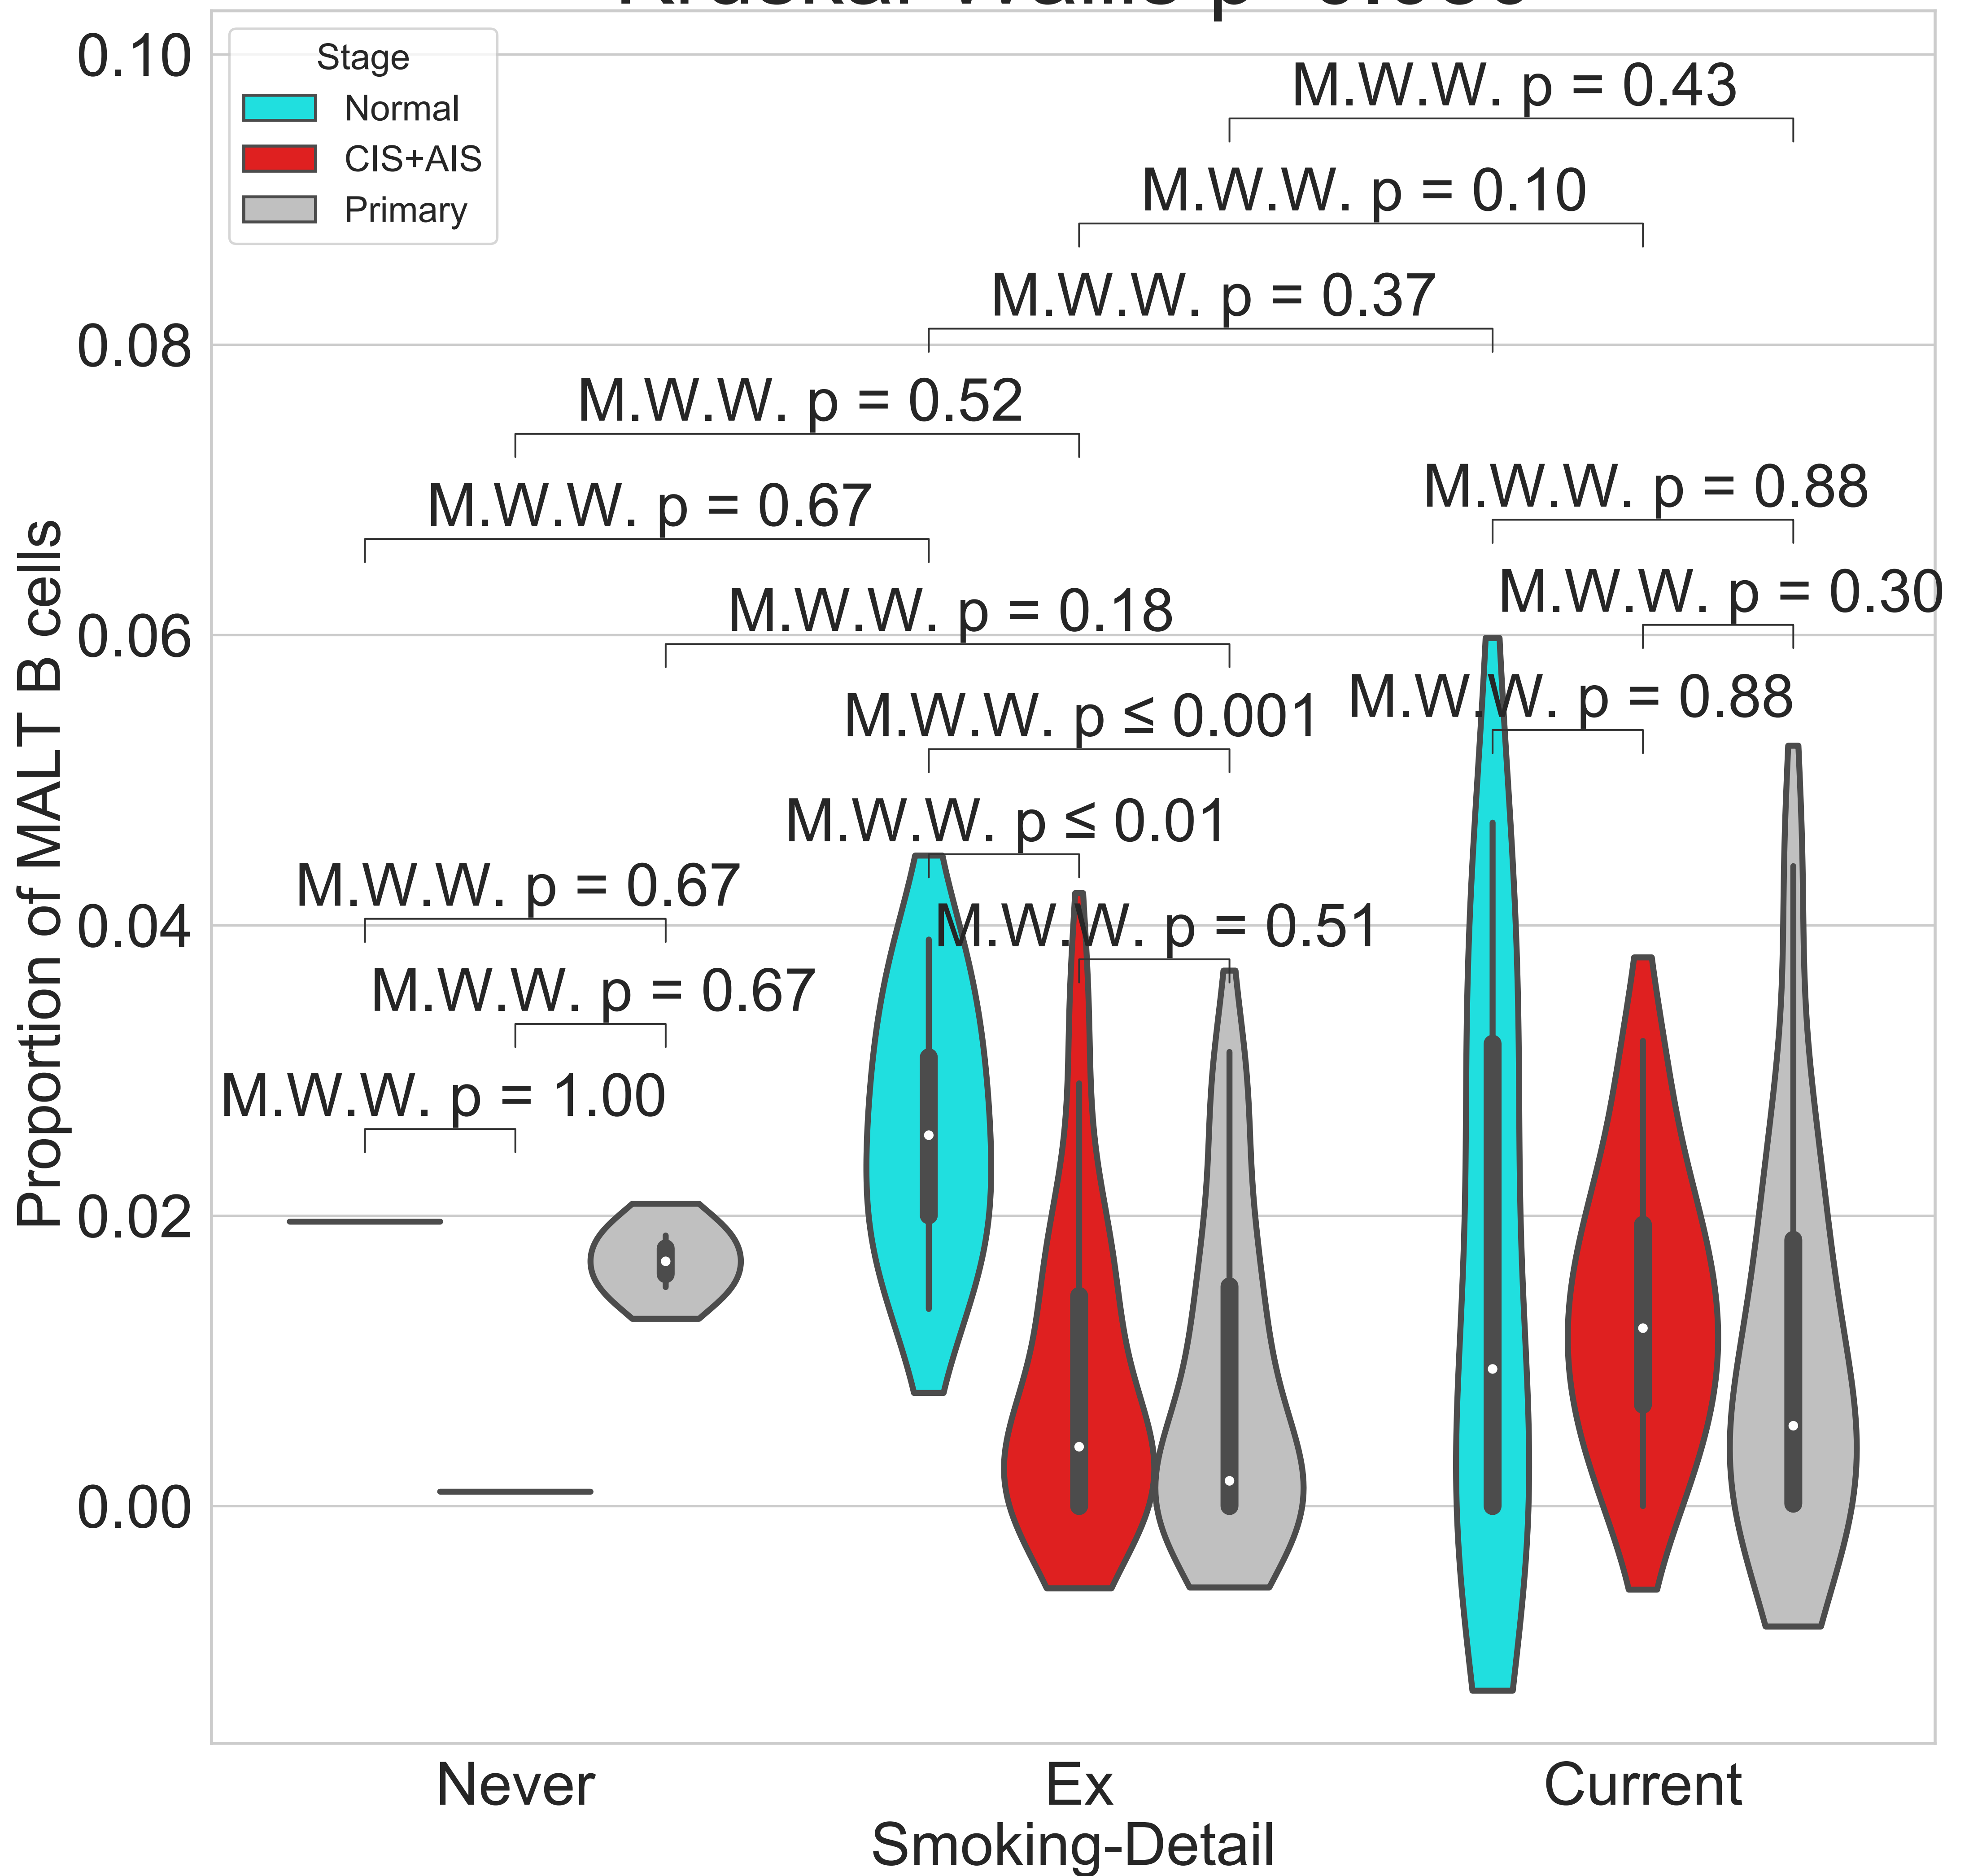 0.10
0.08
0.06
0.04
0.02
0.00
Proportion of MALT B cells
Stage
Normal
CIS+AIS
Primary
M.W.W. p = 0.43
M.W.W. p = 0.10
M.W.W. p = 0.37
M.W.W. p = 0.52
M.W.W. p = 0.88
M.W.W. p = 0.67
M.W.W. p = 0.30
M.W.W. p = 0.18
M.W.W. p ≤ 0.001
M.W.W. p = 0.88
M.W.W. p ≤ 0.01
M.W.W. p = 0.67
M.W.W. p = 0.51
M.W.W. p = 0.67
M.W.W. p = 1.00
Never
Ex
Current
Smoking-Detail